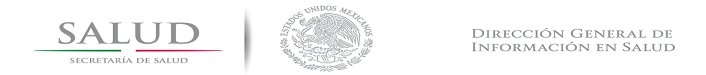 SALUD
SECRETARÍA DE SALUD
ESTADOS UNIDOS MEXICANOS
DIRECCIÓN GENERAL DE
INFORMACIÓN EN SALUD